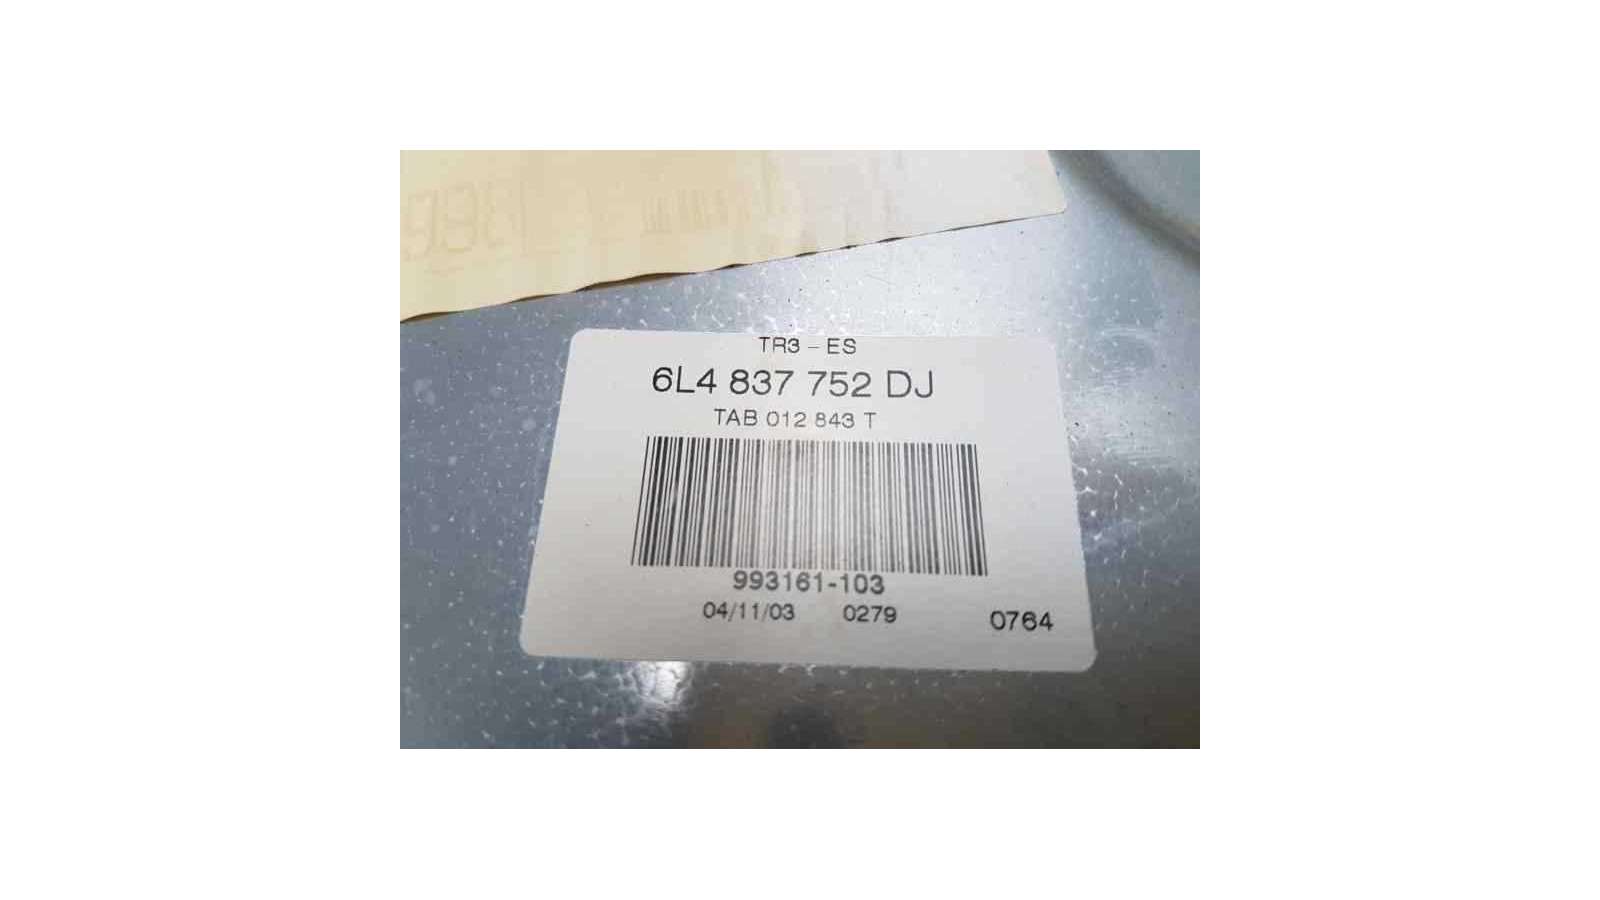 TR3 - ES
6L4 837 752 DJ
TAB 012 843 T
993161-103
04/11/03 0279 0764